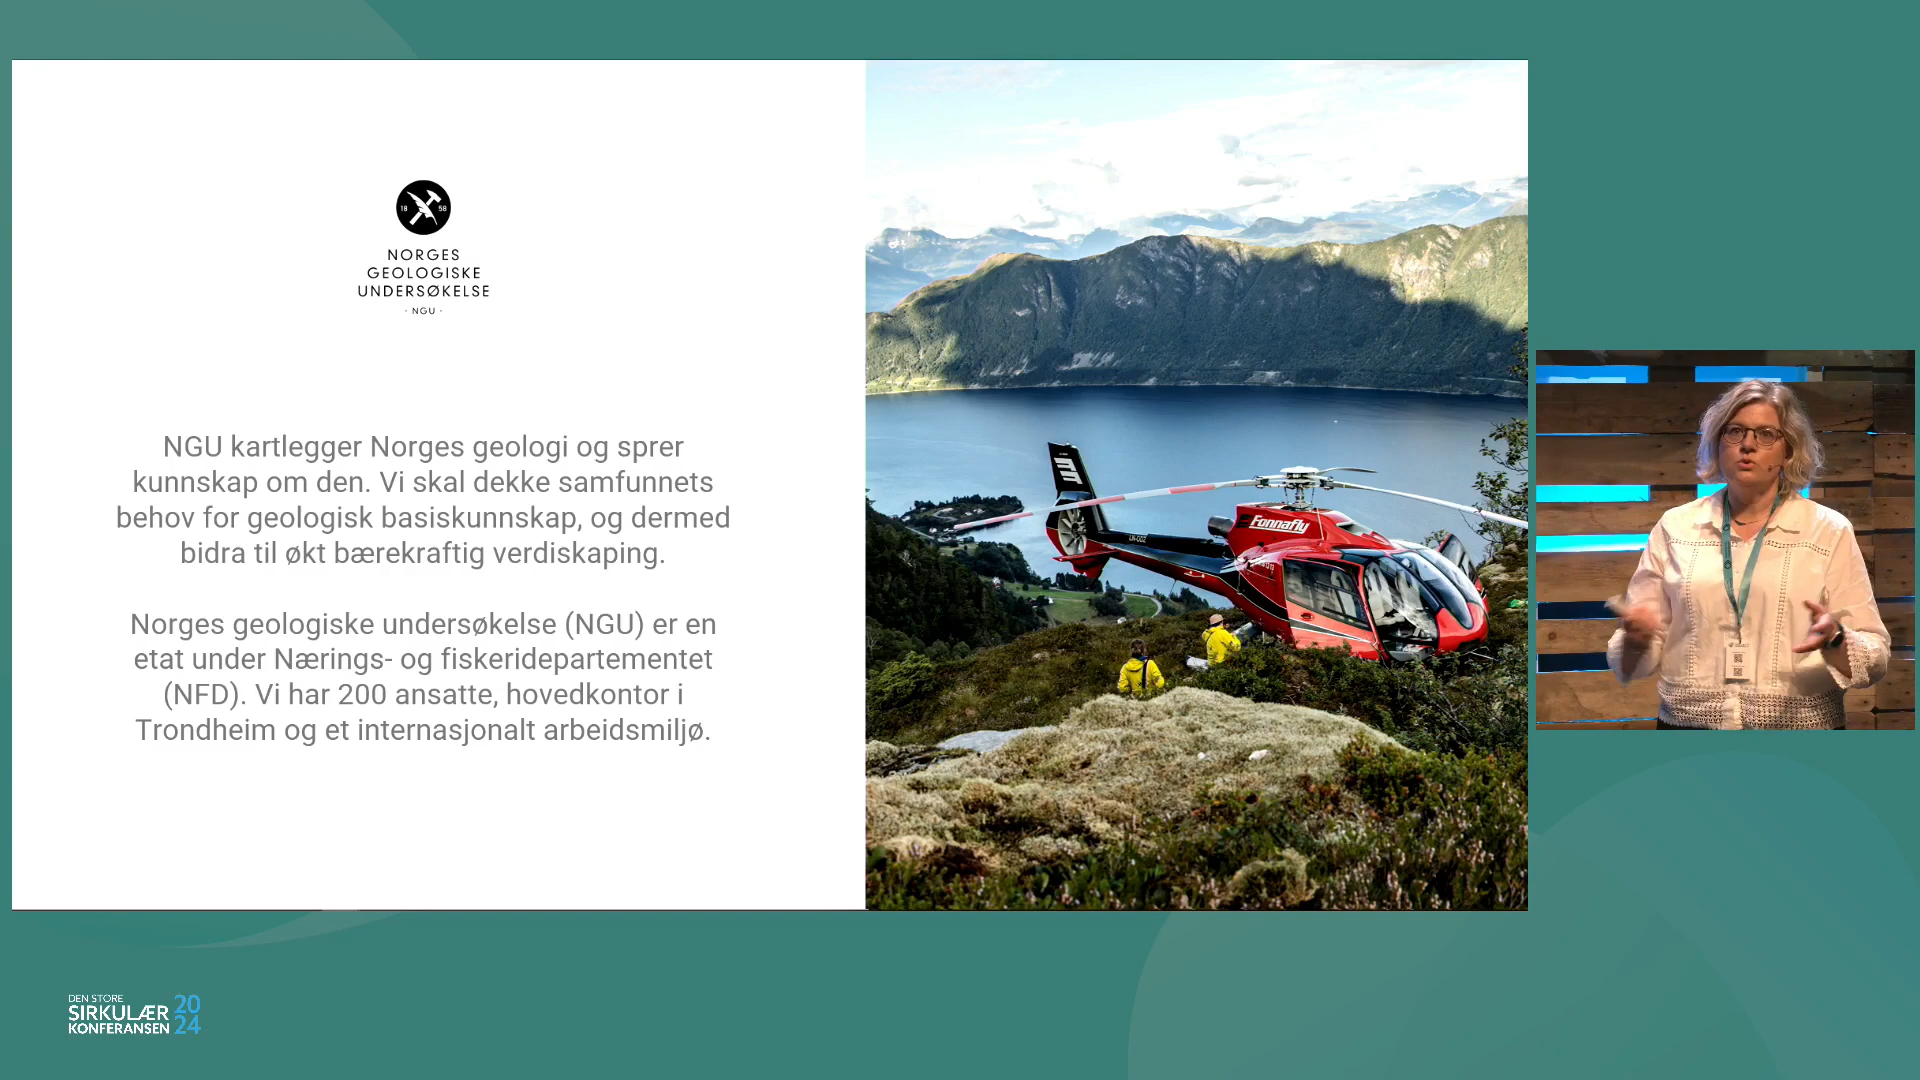 18 58
NORGES
GEOLOGISKE
UNDERSØKELSE
· NGU ·
NGU kartlegger Norges geologi og sprer
kunnskap om den. Vi skal dekke samfunnets
behov for geologisk basiskunnskap, og dermed
bidra til økt bærekraftig verdiskaping.
Norges geologiske undersøkelse (NGU) er en
etat under Nærings- og fiskeridepartementet
(NFD). Vi har 200 ansatte, hovedkontor i
Trondheim og et internasjonalt arbeidsmiljø.
Fonnafly
DEN STORE
SIRKULÆR
KONFERANSEN
20
24